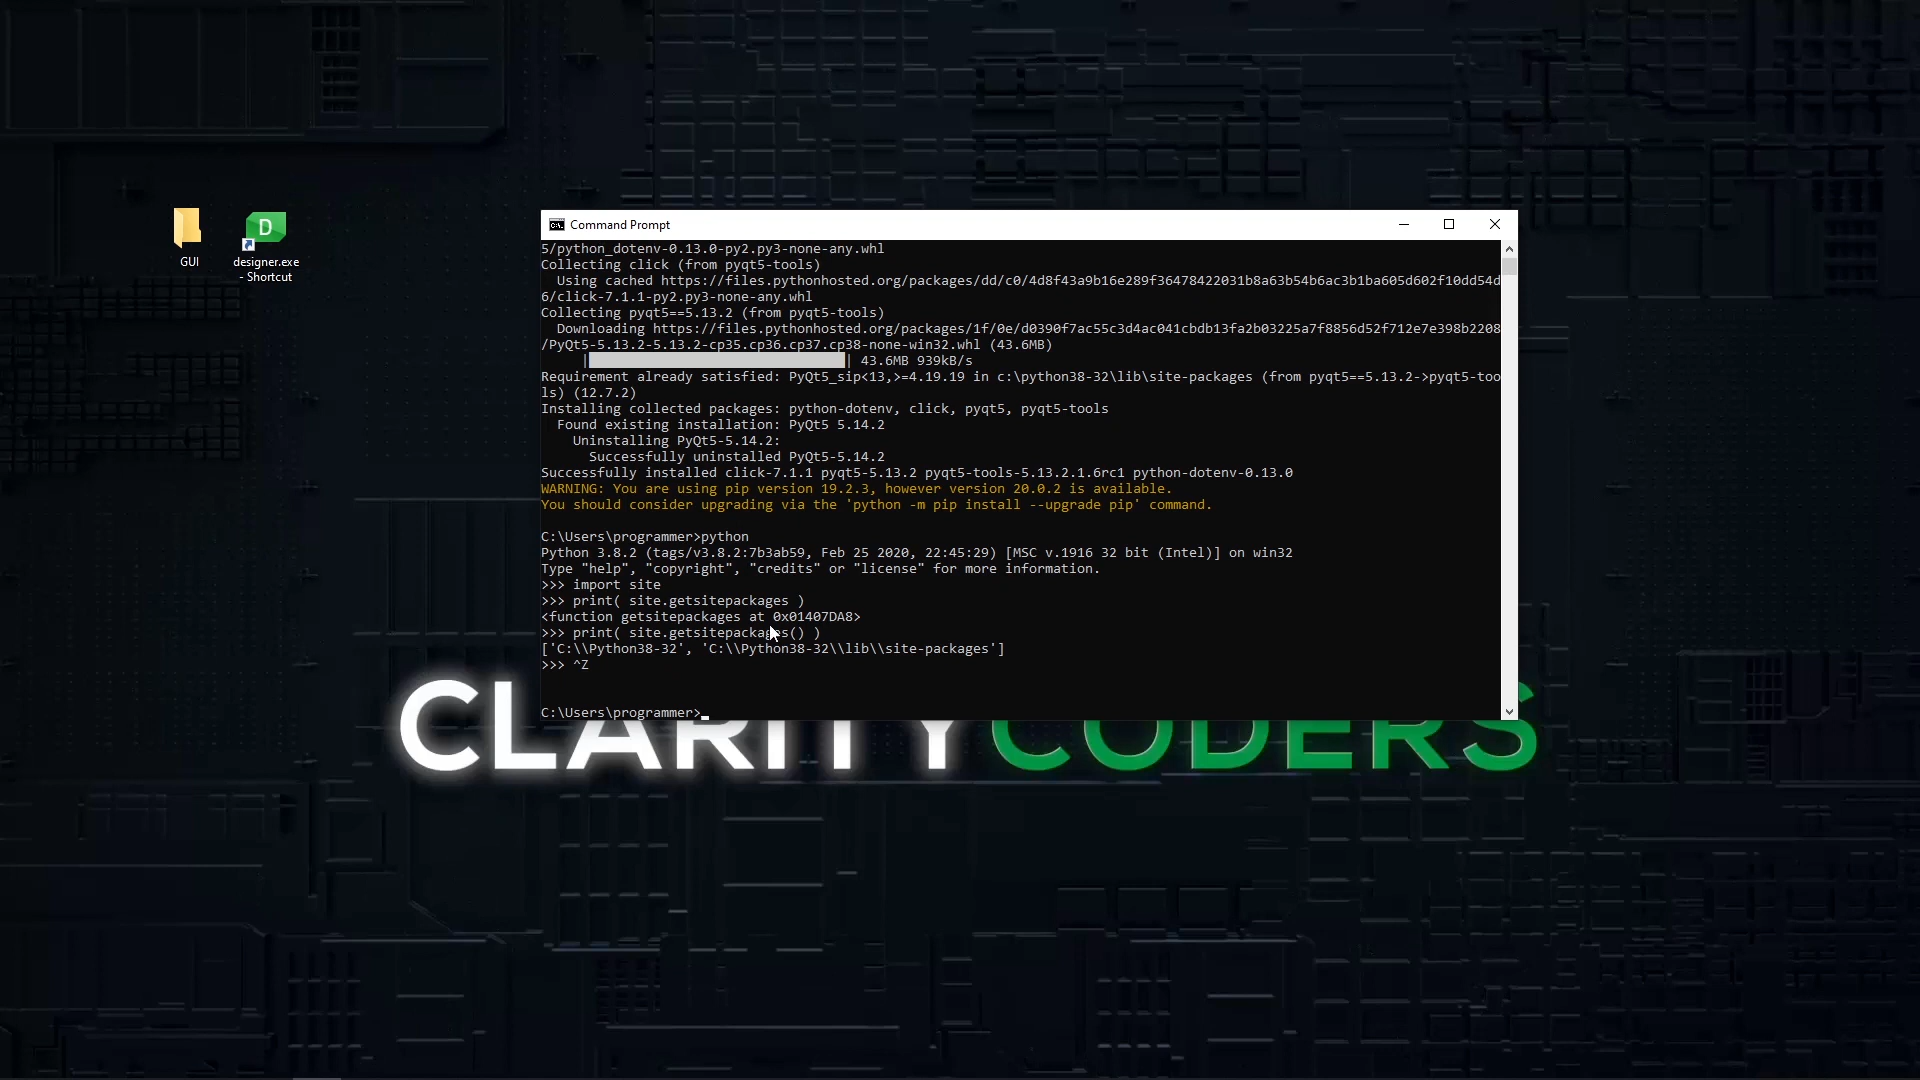 GUI
designer.exe
- Shortcut
D
Command Prompt
5/python_dotenv-0.13.0-py2.py3-none-any.whl
Collecting click (from pyqt5-tools)
  Using cached https://files.pythonhosted.org/packages/dd/c0/4d8f43a9b16e289f36478422031b8a63b54b6ac3b1ba605d602f10dd54d
6/click-7.1.1-py2.py3-none-any.whl
Collecting pyqt5==5.13.2 (from pyqt5-tools)
  Downloading https://files.pythonhosted.org/packages/1f/0e/d0390f7ac55c3d4ac041cbdb13fa2b03225a7f8856d52f712e7e398b2208
/PyQt5-5.13.2-5.13.2-cp35.cp36.cp37.cp38-none-win32.whl (43.6MB)
| | 43.6MB 939kB/s
Requirement already satisfied: PyQt5_sip<13,>=4.19.19 in c:\python38-32\lib\site-packages (from pyqt5==5.13.2->pyqt5-too
ls) (12.7.2)
Installing collected packages: python-dotenv, click, pyqt5, pyqt5-tools
  Found existing installation: PyQt5 5.14.2
    Uninstalling PyQt5-5.14.2:
      Successfully uninstalled PyQt5-5.14.2
Successfully installed click-7.1.1 pyqt5-5.13.2 pyqt5-tools-5.13.2.1.6rc1 python-dotenv-0.13.0
WARNING: You are using pip version 19.2.3, however version 20.0.2 is available.
You should consider upgrading via the 'python -m pip install --upgrade pip' command.
C:\Users\programmer>python
Python 3.8.2 (tags/v3.8.2:7b3ab59, Feb 25 2020, 22:45:29) [MSC v.1916 32 bit (Intel)] on win32
Type "help", "copyright", "credits" or "license" for more information.
>>> import site
>>> print( site.getsitepackages )
<function getsitepackages at 0x01407DA8>
>>> print( site.getsitepackages() )
['C:\\Python38-32', 'C:\\Python38-32\\lib\\site-packages']
>>> ^Z
C:\Users\programmer>
CLARITYCODERS